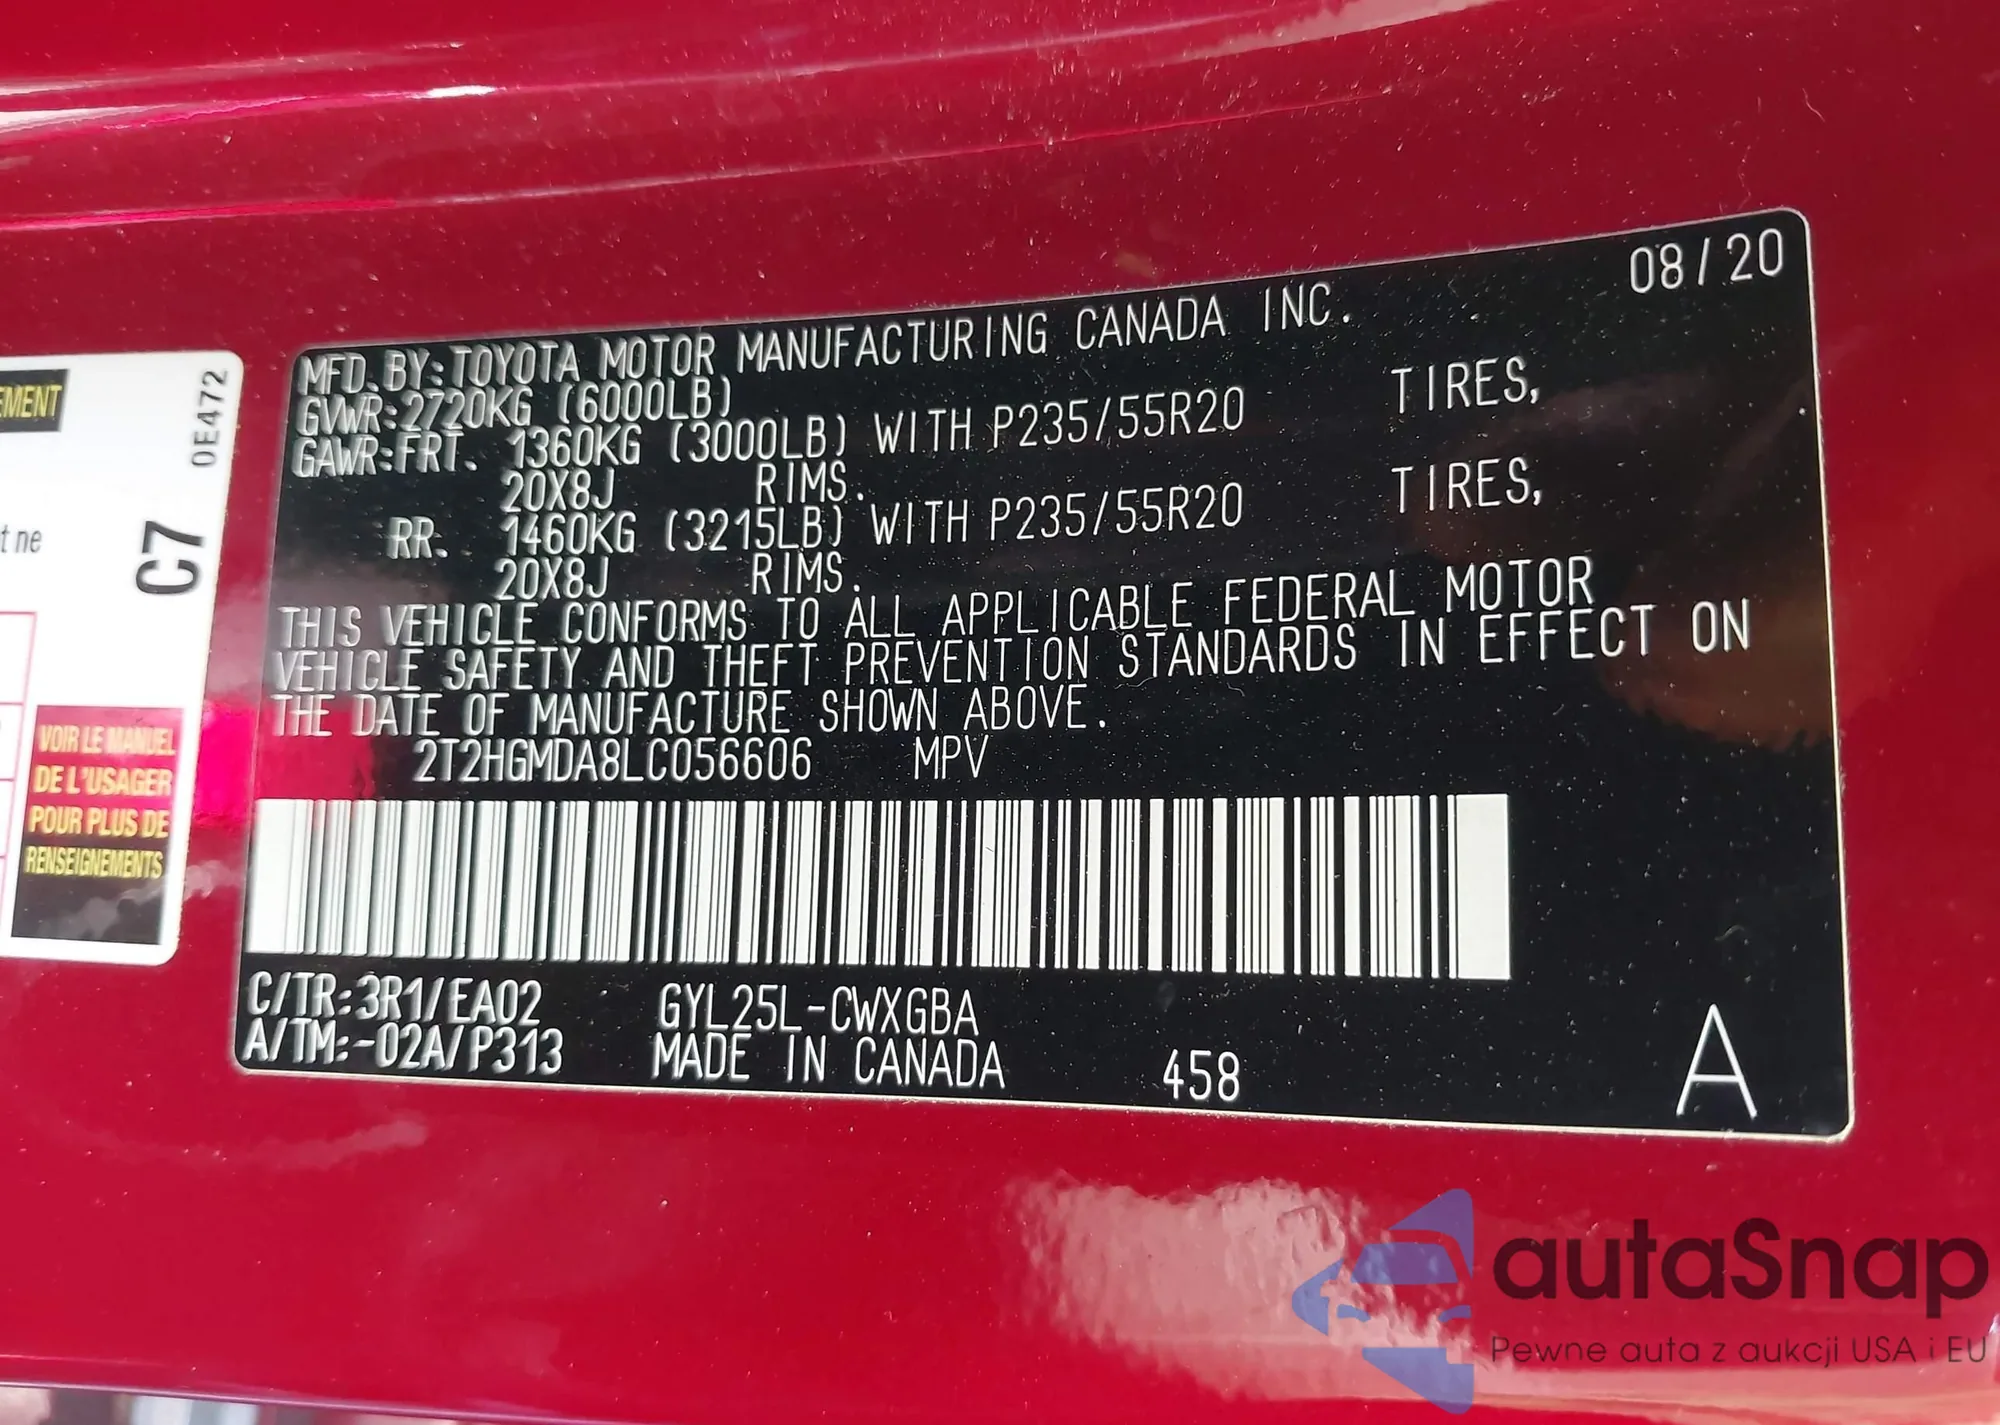 EMENT
0E472
C7
t ne
VOIR LE MANUEL
DE L'USAGER
POUR PLUS DE
RENSEIGNEMENTS
08/20
MFD. BY: TOYOTA MOTOR MANUFACTURING CANADA INC.
GVWR: 2720KG (6000LB)
GAWR: FRT. 1360KG (3000LB) WITH P235/55R20 TIRES,
20X8J RIMS.
RR. 1460KG (3215LB) WITH P235/55R20 TIRES,
20X8J RIMS.
THIS VEHICLE CONFORMS TO ALL APPLICABLE FEDERAL MOTOR
VEHICLE SAFETY AND THEFT PREVENTION STANDARDS IN EFFECT ON
THE DATE OF MANUFACTURE SHOWN ABOVE.
2T2HGMDA8LC056606 MPV
C/TR: 3R1/EA02 GYL25L-CWXGBA
A/TM: -02A/P313 MADE IN CANADA 458 A
autaSnap
Pewne auta z aukcji USA i EU